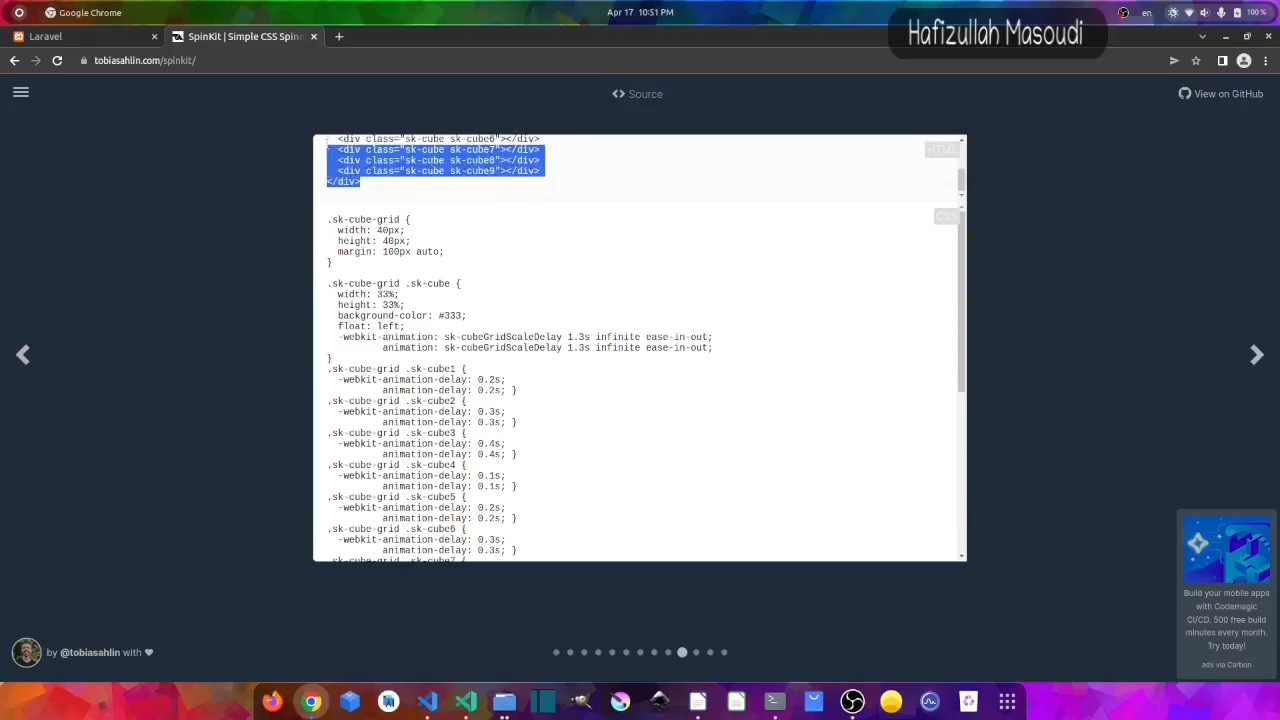 Google Chrome
Apr 17 10:51 PM
en
100 %
Hafizullah Masoudi
Laravel
SpinKit | Simple CSS Spinn
tobiasahlin.com/spinkit/
<> Source
View on GitHub
<div class="sk-cube sk-cube6"></div>
<div class="sk-cube sk-cube7"></div>
<div class="sk-cube sk-cube8"></div>
<div class="sk-cube sk-cube9"></div>
</div>
HTML
CSS
.sk-cube-grid {
width: 40px;
height: 40px;
margin: 100px auto;
}
.sk-cube-grid .sk-cube {
width: 33%;
height: 33%;
background-color: #333;
float: left;
-webkit-animation: sk-cubeGridScaleDelay 1.3s infinite ease-in-out;
animation: sk-cubeGridScaleDelay 1.3s infinite ease-in-out;
}
.sk-cube-grid .sk-cube1 {
-webkit-animation-delay: 0.2s;
animation-delay: 0.2s; }
.sk-cube-grid .sk-cube2 {
-webkit-animation-delay: 0.3s;
animation-delay: 0.3s; }
.sk-cube-grid .sk-cube3 {
-webkit-animation-delay: 0.4s;
animation-delay: 0.4s; }
.sk-cube-grid .sk-cube4 {
-webkit-animation-delay: 0.1s;
animation-delay: 0.1s; }
.sk-cube-grid .sk-cube5 {
-webkit-animation-delay: 0.2s;
animation-delay: 0.2s; }
.sk-cube-grid .sk-cube6 {
-webkit-animation-delay: 0.3s;
animation-delay: 0.3s; }
.sk-cube-grid .sk-cube7 {
Build your mobile apps
with Codemagic
CI/CD. 500 free build
minutes every month.
Try today!
ads via Carbon
by @tobiasahlin with ♥